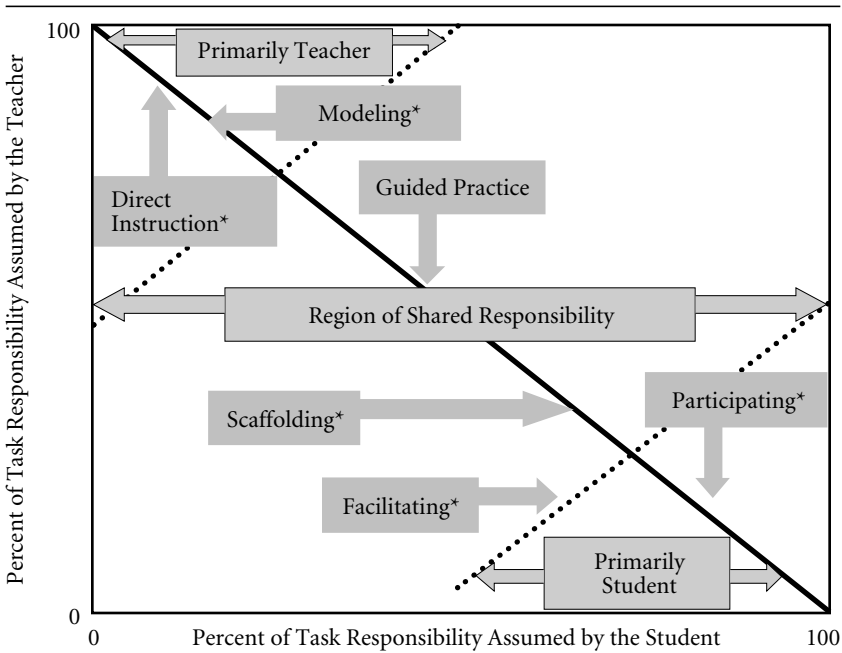 Percent of Task Responsibility Assumed by the Teacher
100
Primarily Teacher
Modeling*
Direct
Instruction*
Guided Practice
Region of Shared Responsibility
Participating*
Scaffolding*
Facilitating*
Primarily
Student
0
0
Percent of Task Responsibility Assumed by the Student
100